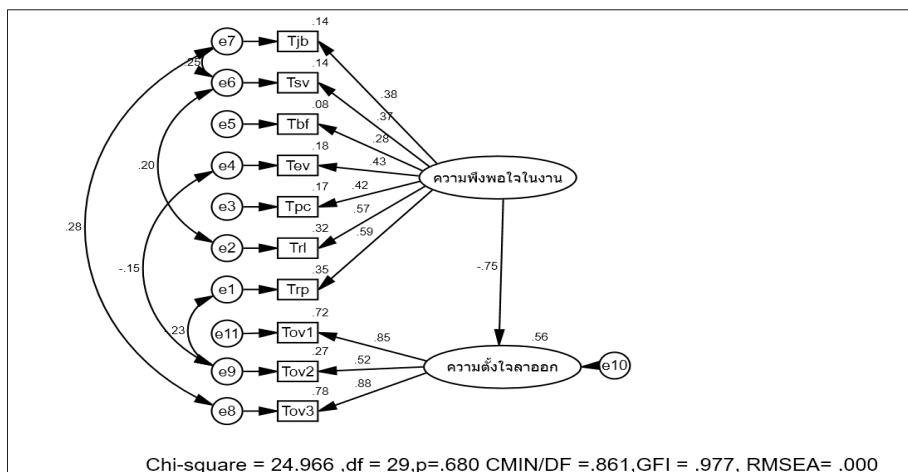 .14
e7 Tjb
.25 .14
e6 Tsv .38
.08 .37
e5 Tbf .28
.18
e4 Tev .43 ความพึงพอใจในงาน
.20 .17 .42
e3 Tpc .57
.28 .32 .59
e2 Trl
-.15 .35 -.75
e1 Trp
.72
.23 e11 Tov1 .85 .56
.27
e9 Tov2 .52 ความตั้งใจลาออก e10
.78 .88
e8 Tov3
Chi-square = 24.966 ,df = 29,p=.680 CMIN/DF =.861,GFI = .977, RMSEA= .000